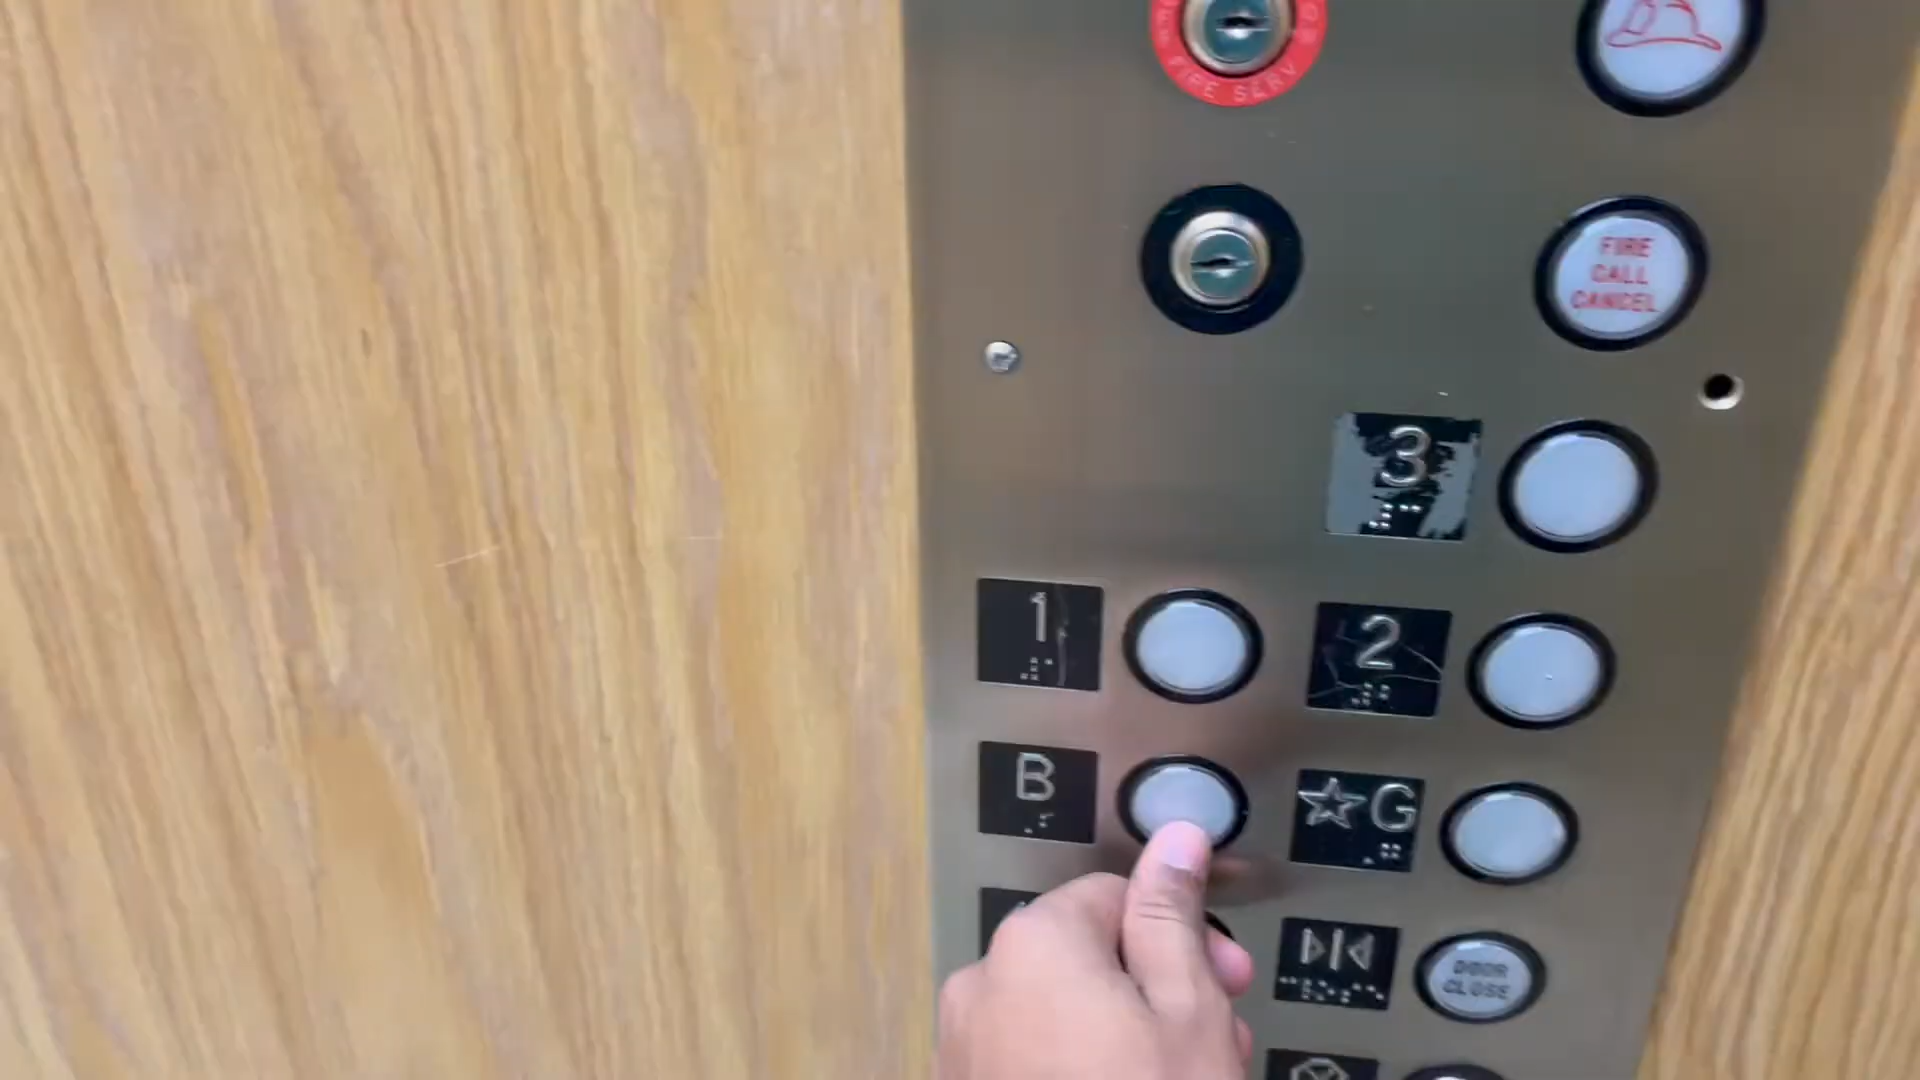 FIRE SERV
FIRE
CALL
CANCEL
3
1
2
B
☆G
DOOR
CLOSE